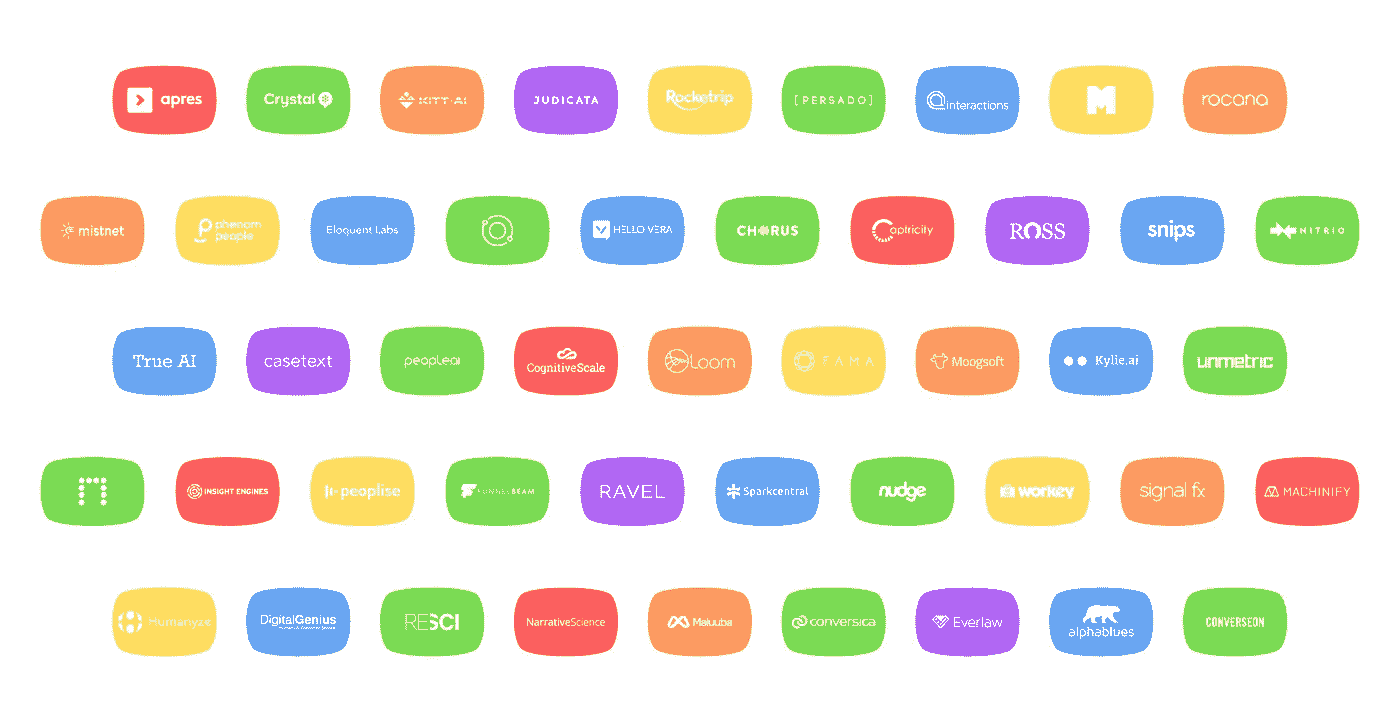 apres
Crystal
KITT·AI
JUDICATA
Rocketrip
[PERSADO]
interactions
M
rocana
mistnet
phenom
people
Eloquent Labs
HELLO VERA
CHORUS
Captricity
ROSS
snips
NITRIO
True AI
casetext
peopleai
CognitiveScale
Loom
FAMA
Moogsoft
Kylie.ai
unmetric
INSIGHT ENGINES
peoplise
FUNNELBEAM
RAVEL
Sparkcentral
nudge
workey
signal fx
MACHINIFY
Humanyze
DigitalGenius
RESCI
NarrativeScience
Maluuba
conversica
Everlaw
alphablues
CONVERSEON